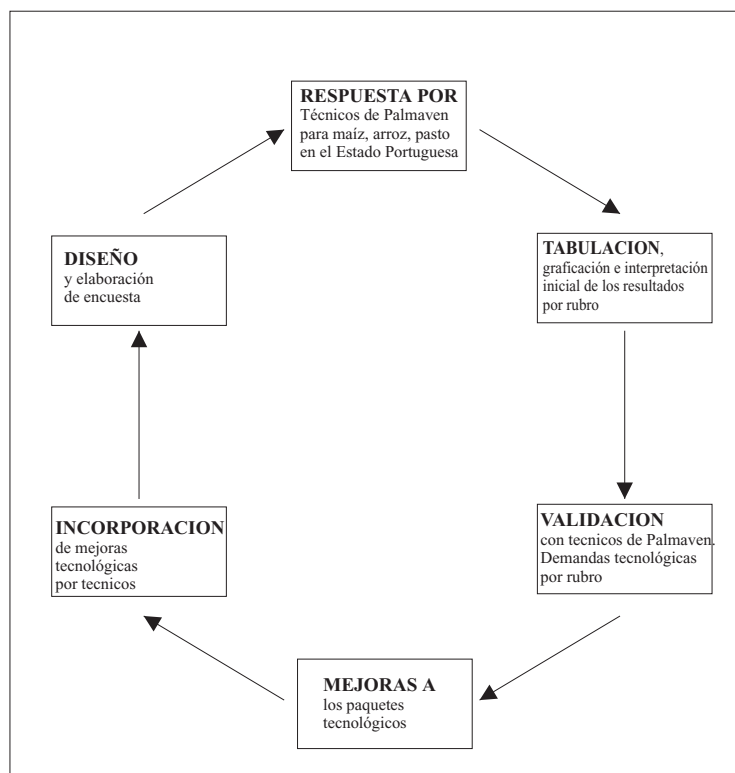 RESPUESTA POR
Técnicos de Palmaven
para maíz, arroz, pasto
en el Estado Portuguesa
TABULACION,
graficación e interpretación
inicial de los resultados
por rubro
VALIDACION
con tecnicos de Palmaven.
Demandas tecnológicas
por rubro
MEJORAS A
los paquetes
tecnológicos
INCORPORACION
de mejoras
tecnológicas
por tecnicos
DISEÑO
y elaboración
de encuesta